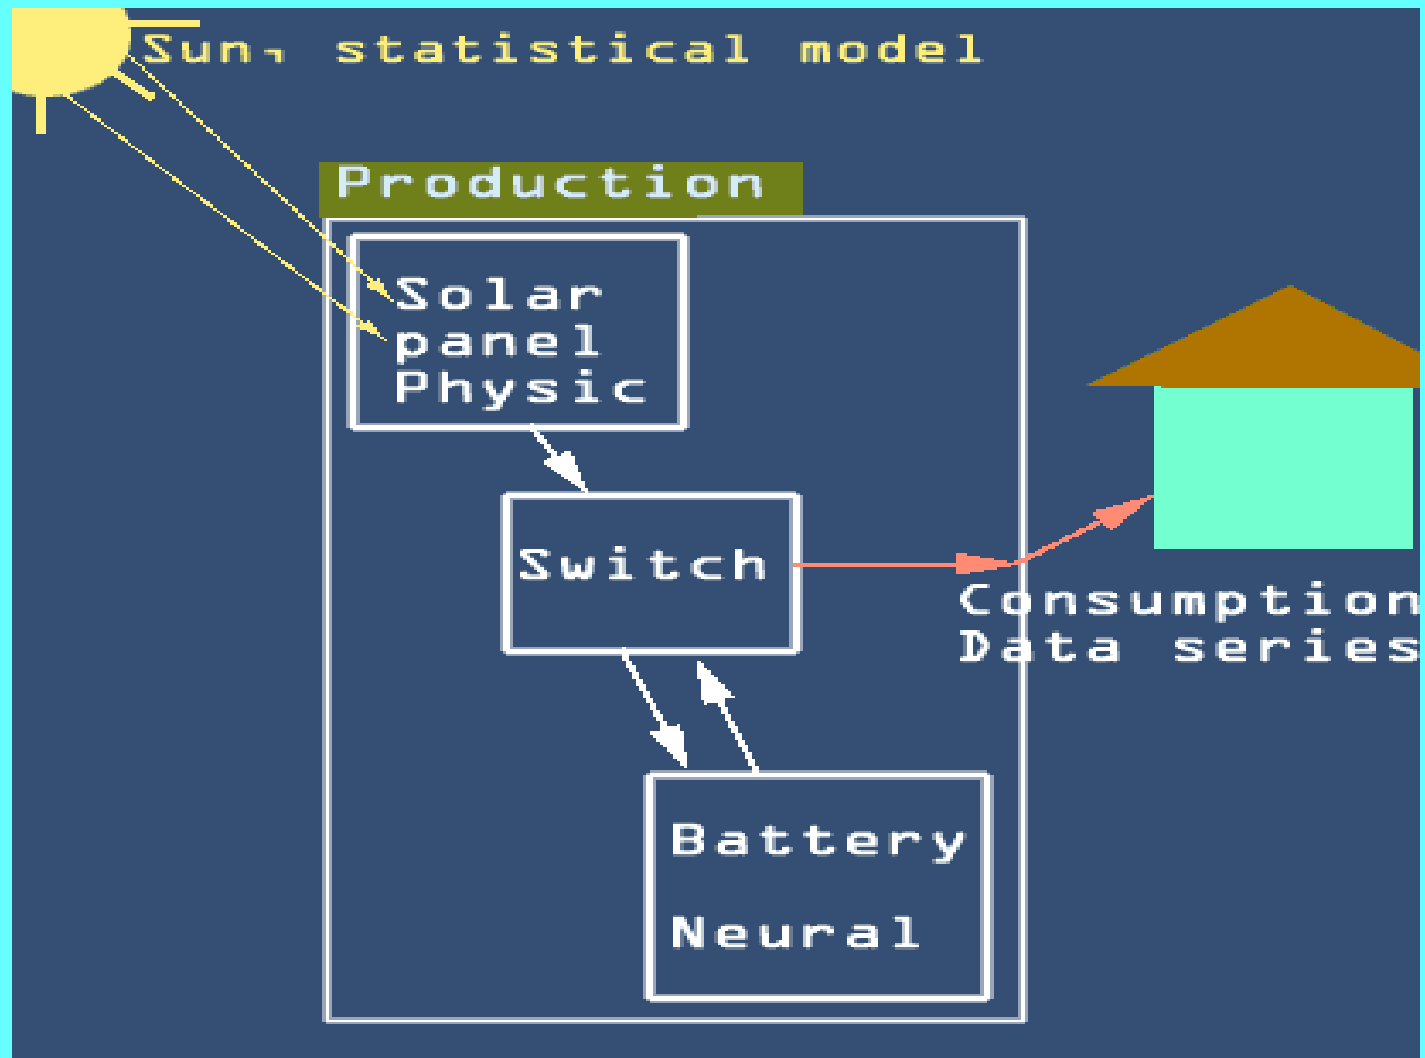 Sun, statistical model
Production
Solar
panel
Physic
Switch
Consumption
Data series
Battery
Neural